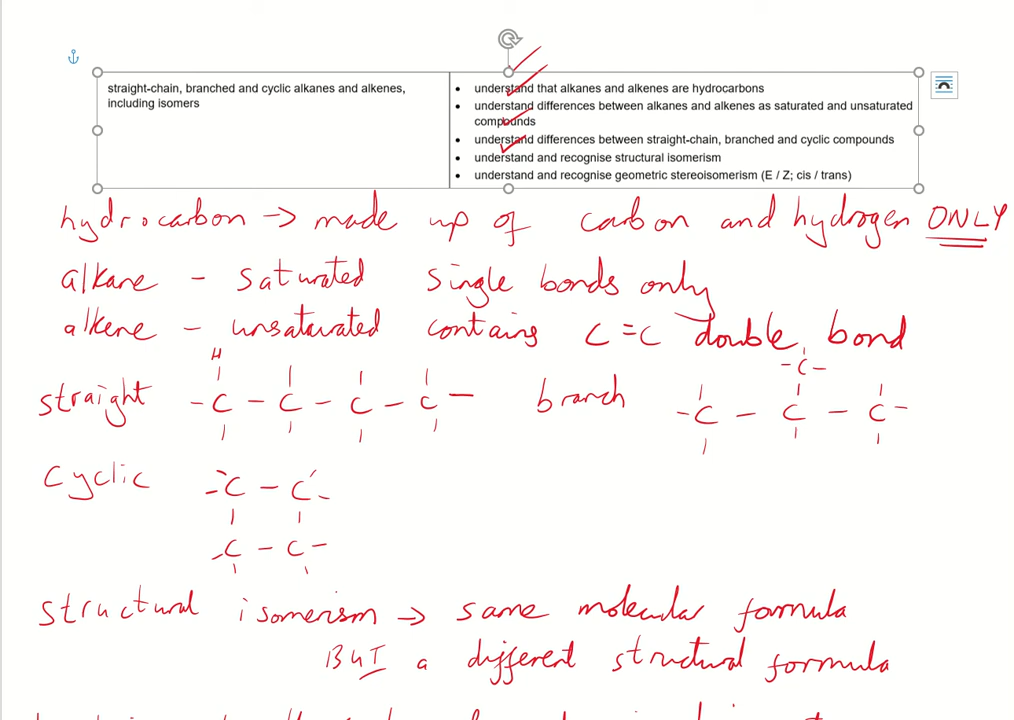 straight-chain, branched and cyclic alkanes and alkenes,
including isomers
• understand that alkanes and alkenes are hydrocarbons
• understand differences between alkanes and alkenes as saturated and unsaturated
compounds
• understand differences between straight-chain, branched and cyclic compounds
• understand and recognise structural isomerism
• understand and recognise geometric stereoisomerism (E / Z; cis / trans)
hydrocarbon → made up of carbon and hydrogen ONLY
alkane - saturated single bonds only
alkene - unsaturated contains C=C double bond
H
- C -
straight - C - C - C - C - branch - C - C - C -
cyclic - C - C -
- C - C -
structural isomerism → same molecular formula
BUT a different structural formula